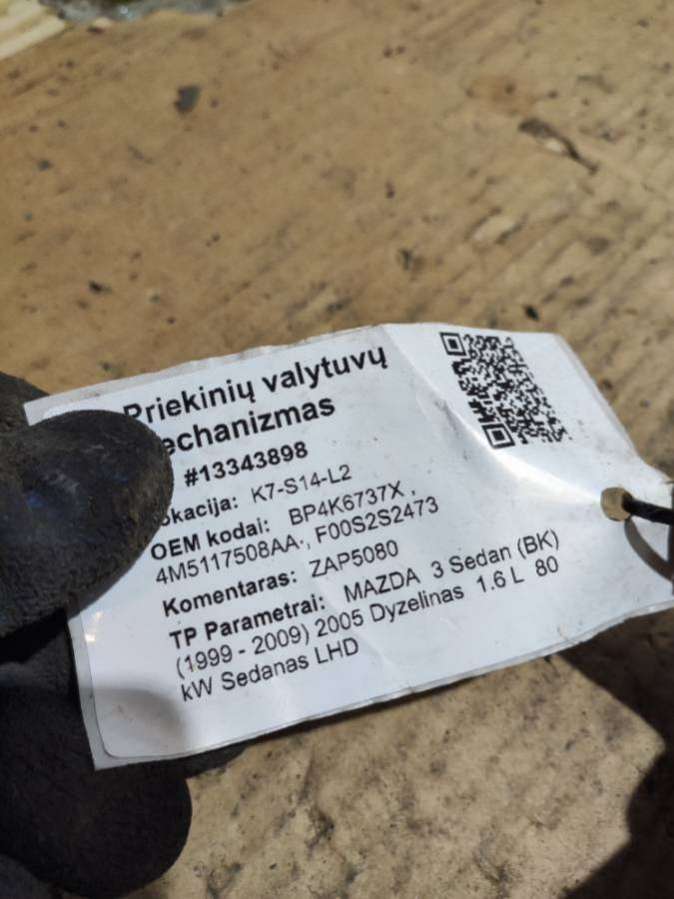 Priekinių valytuvų
echanizmas
#13343898
okacija: K7-S14-L2
OEM kodai: BP4K6737X ,
4M5117508AA , F00S2S2473
Komentaras: ZAP5080
TP Parametrai: MAZDA 3 Sedan (BK)
(1999 - 2009) 2005 Dyzelinas 1.6 L 80
kW Sedanas LHD